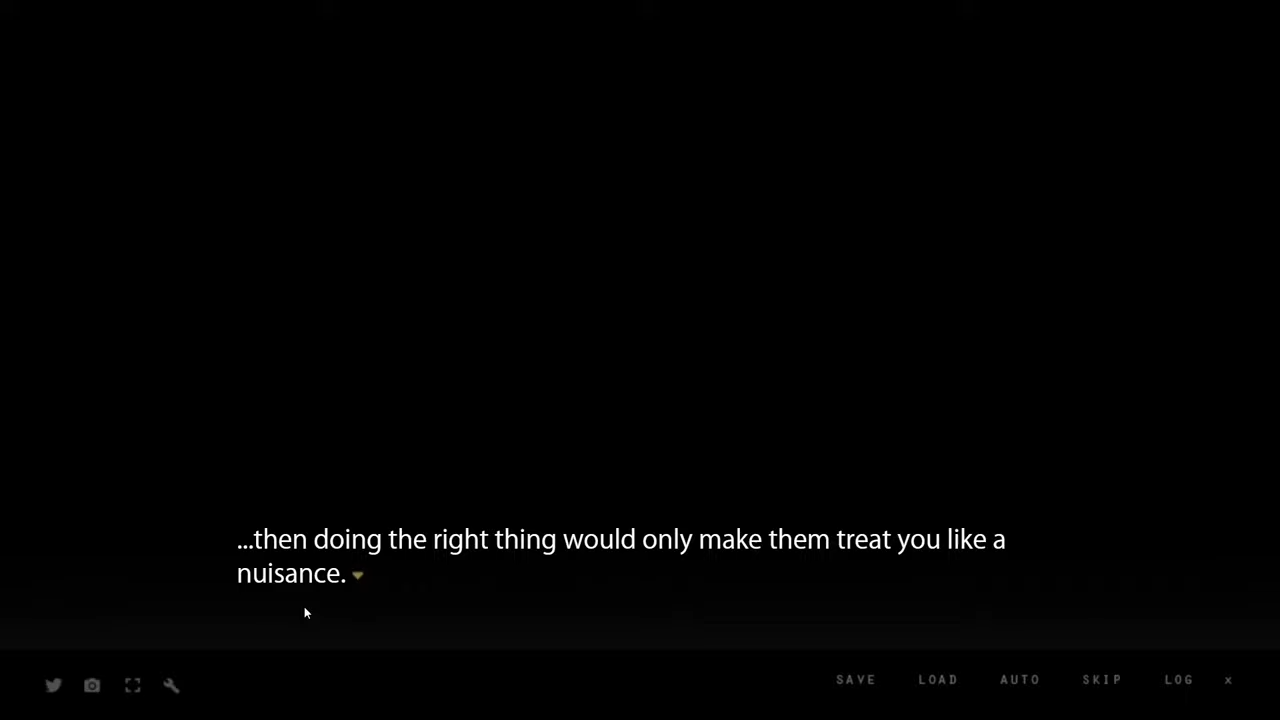 ...then doing the right thing would only make them treat you like a
nuisance.
SAVE LOAD AUTO SKIP LOG x